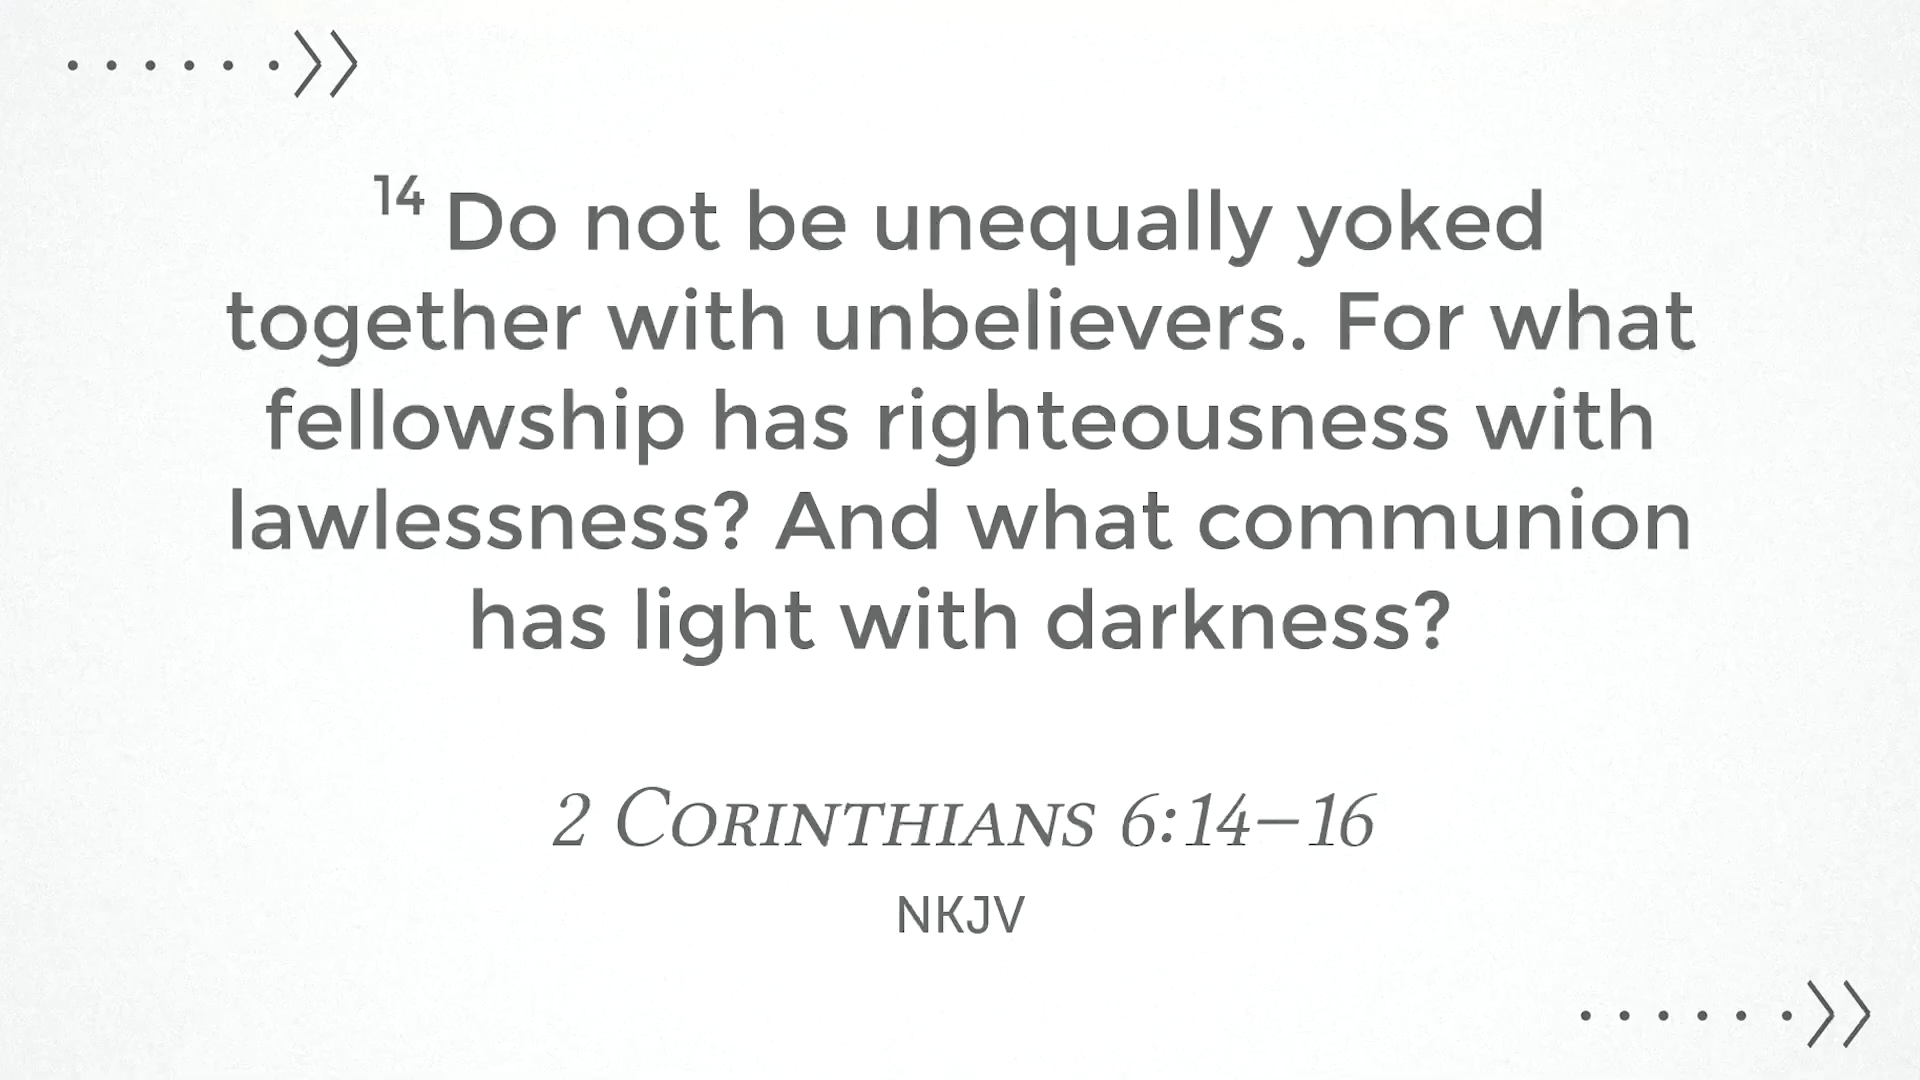 14 Do not be unequally yoked
together with unbelievers. For what
fellowship has righteousness with
lawlessness? And what communion
has light with darkness?
2 Corinthians 6:14–16
NKJV